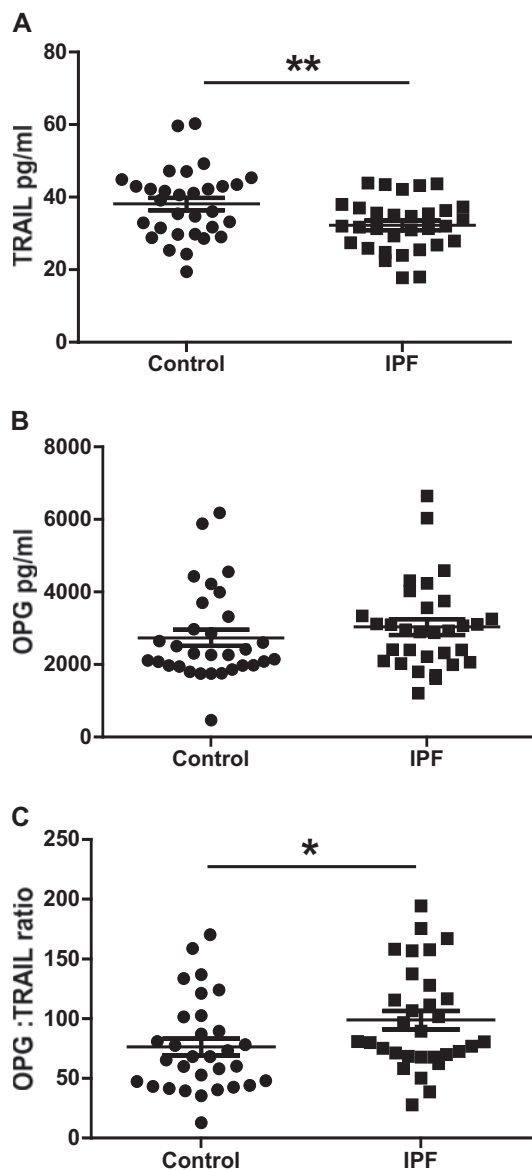 A
TRAIL pg/ml
80
60
40
20
0
**
Control IPF
B
OPG pg/ml
8000
6000
4000
2000
0
Control IPF
C
OPG :TRAIL ratio
250
200
150
100
50
0
*
Control IPF